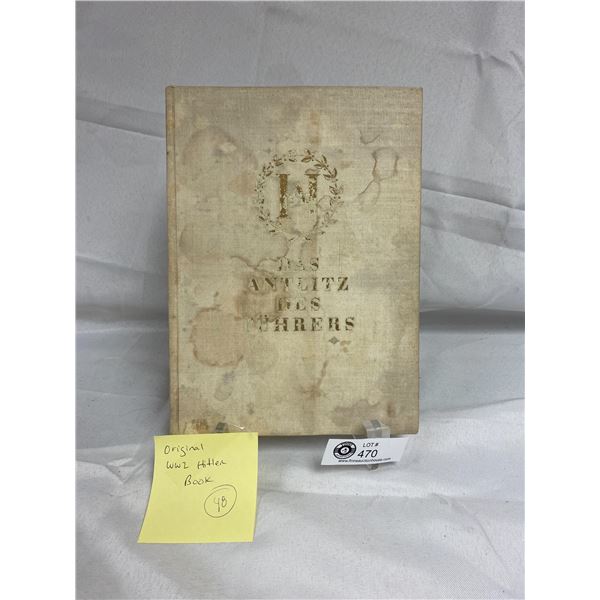 DAS
ANTLITZ
DES
FÜHRERS
Original
WW2 Hitler
Book
48
LOT #
470